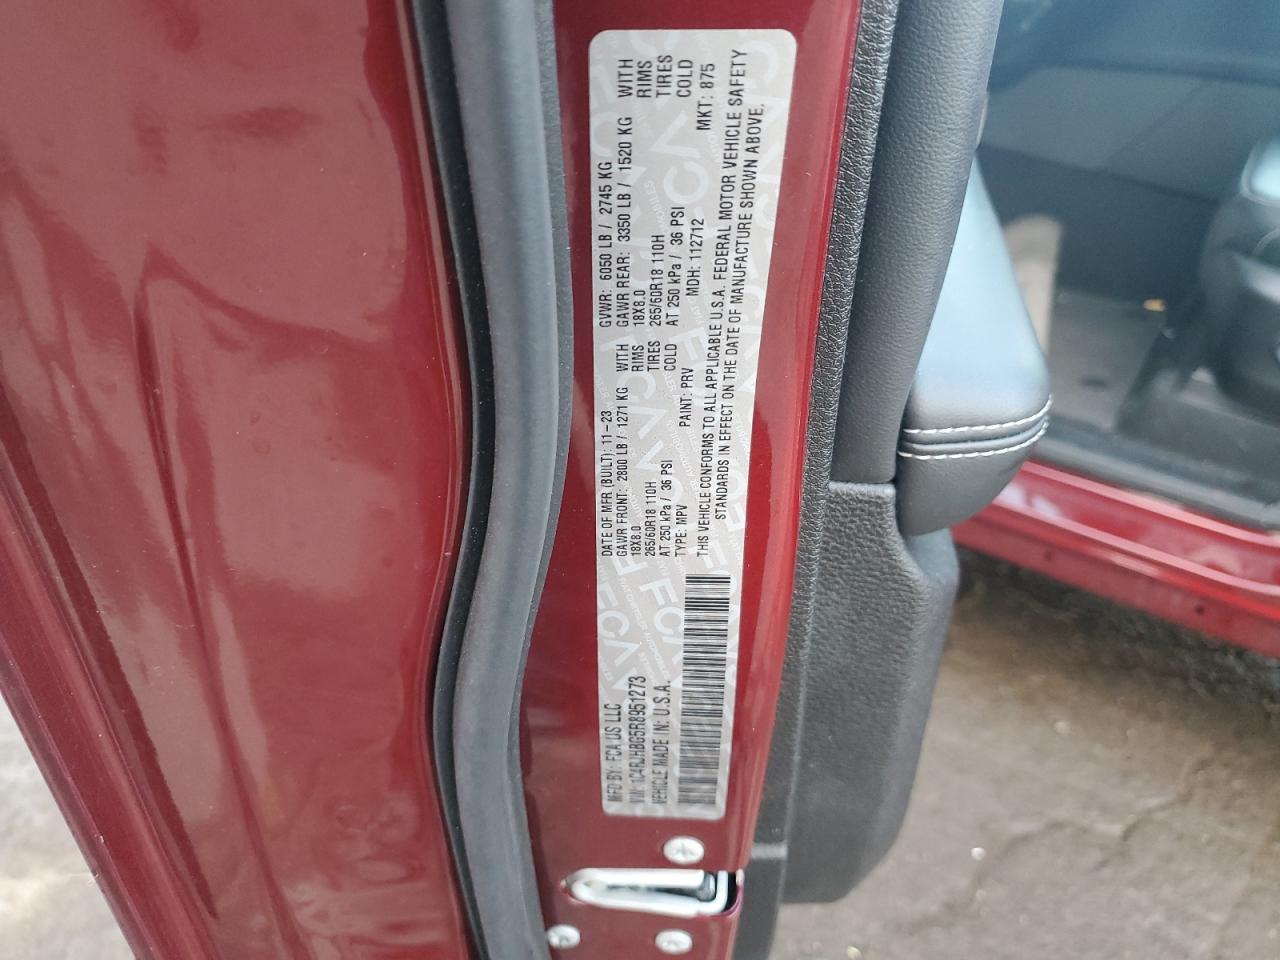 MFD BY: FCA US LLC
DATE OF MFR (BUILT): 11-23
GVWR: 6050 LB / 2745 KG
VIN: 1C4RJHBG5R8951273
GAWR FRONT: 2800 LB / 1271 KG WITH
GAWR REAR: 3350 LB / 1520 KG WITH
18X8.0 RIMS
18X8.0 RIMS
265/60R18 110H TIRES
265/60R18 110H TIRES
AT 250 kPa / 36 PSI COLD
AT 250 kPa / 36 PSI COLD
VEHICLE MADE IN: U.S.A.
TYPE: MPV
PAINT: PRV
MDH: 112712
MKT: 875
THIS VEHICLE CONFORMS TO ALL APPLICABLE U.S.A. FEDERAL MOTOR VEHICLE SAFETY
STANDARDS IN EFFECT ON THE DATE OF MANUFACTURE SHOWN ABOVE.